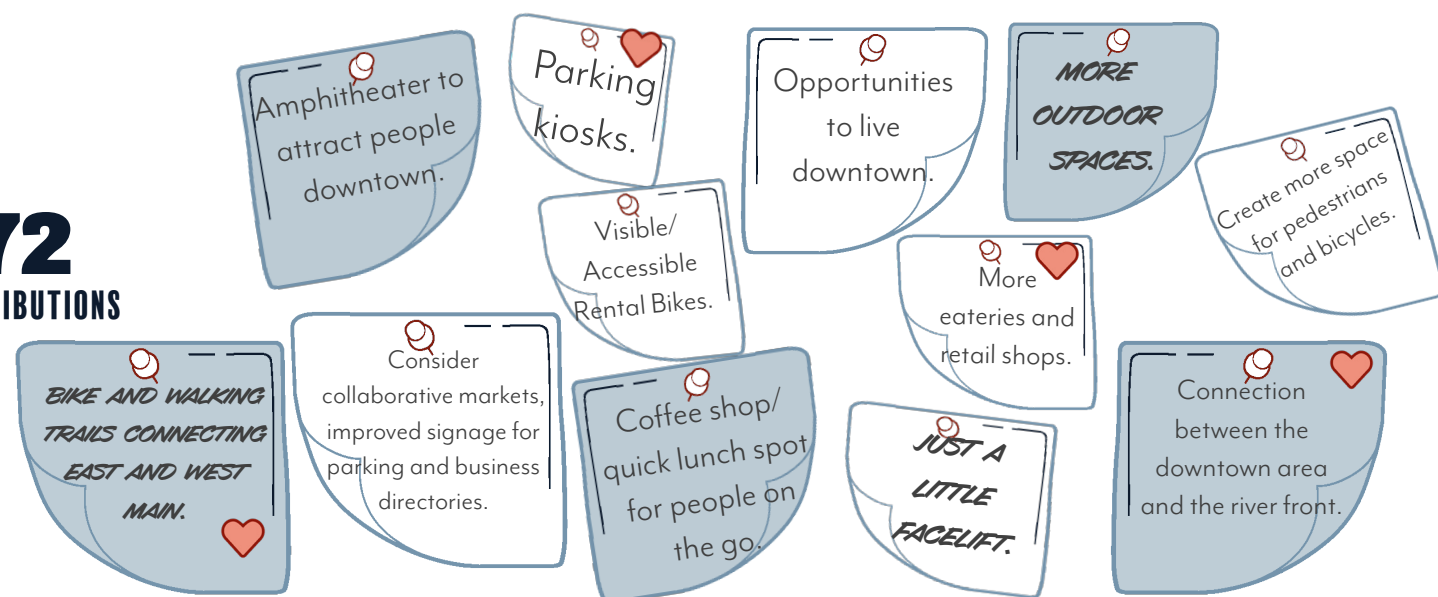 Amphitheater to
attract people
downtown.
Parking
kiosks.
Opportunities
to live
downtown.
MORE
OUTDOOR
SPACES.
Create more space
for pedestrians
and bicycles.
Visible/
Accessible
Rental Bikes.
More
eateries and
retail shops.
72
IBUTIONS
BIKE AND WALKING
TRAILS CONNECTING
EAST AND WEST
MAIN.
Consider
collaborative markets,
improved signage for
parking and business
directories.
Coffee shop/
quick lunch spot
for people on
the go.
JUST A
LITTLE
FACELIFT.
Connection
between the
downtown area
and the river front.